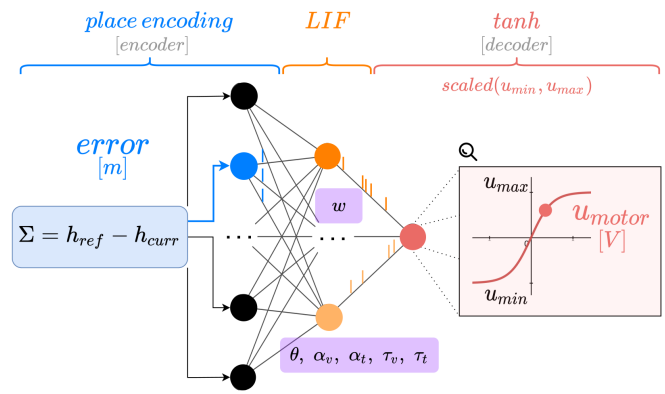 place encoding
[encoder]
LIF
tanh
[decoder]
scaled(u_min, u_max)
error
[m]
Σ = h_ref − h_curr
w
...
...
θ, α_v, α_t, τ_v, τ_t
u_max
u_motor
[V]
0
u_min